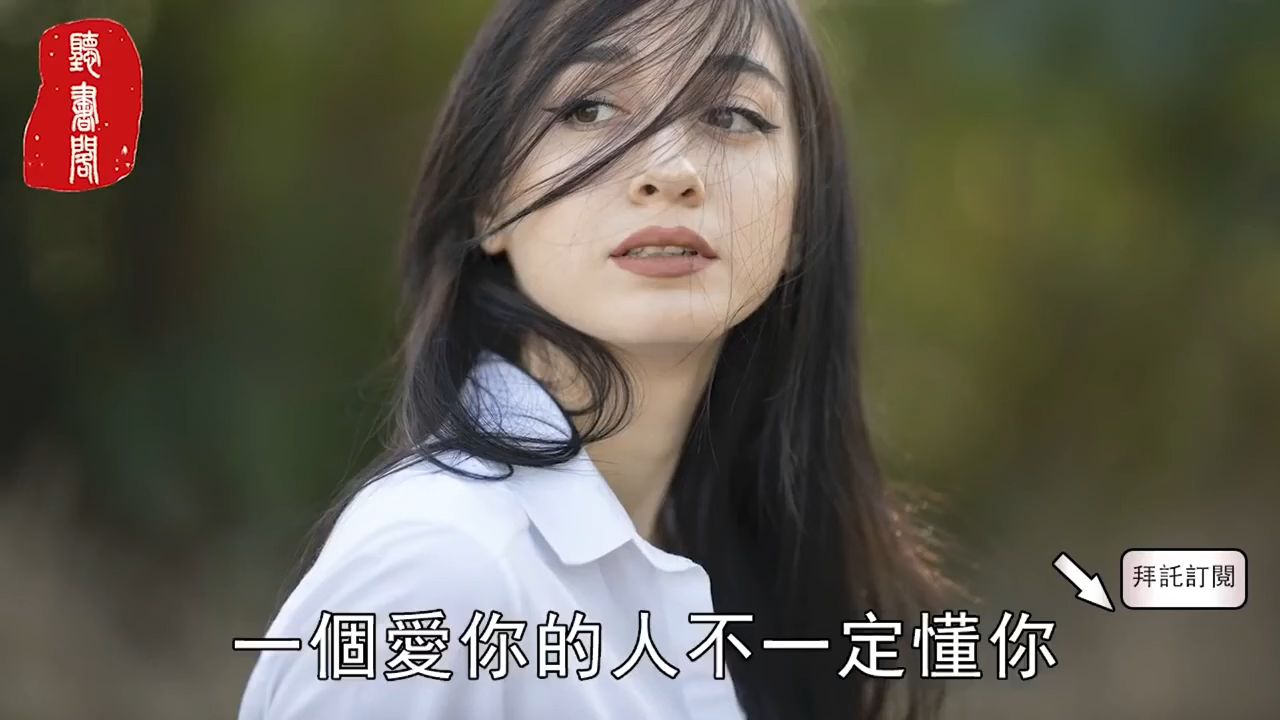 聽書閣
拜託訂閱
一個愛你的人不一定懂你